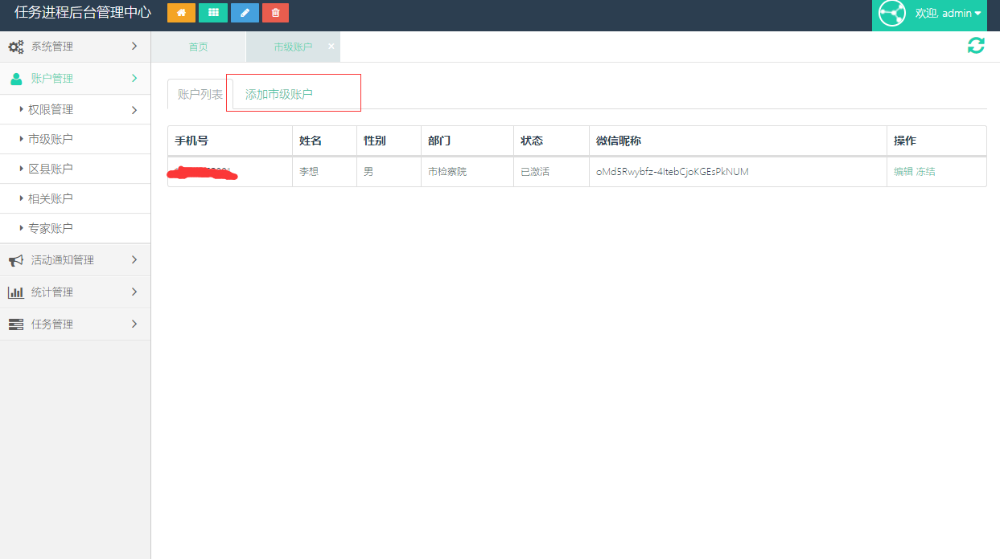 任务进程后台管理中心
欢迎, admin
系统管理
首页
市级账户 ×
账户管理
账户列表
添加市级账户
权限管理
市级账户
区县账户
相关账户
专家账户
活动通知管理
统计管理
任务管理
手机号 姓名 性别 部门 状态 微信昵称 操作
李想 男 市检察院 已激活 oMd5Rwybfz-4ItebCjoKGEsPkNUM 编辑 冻结